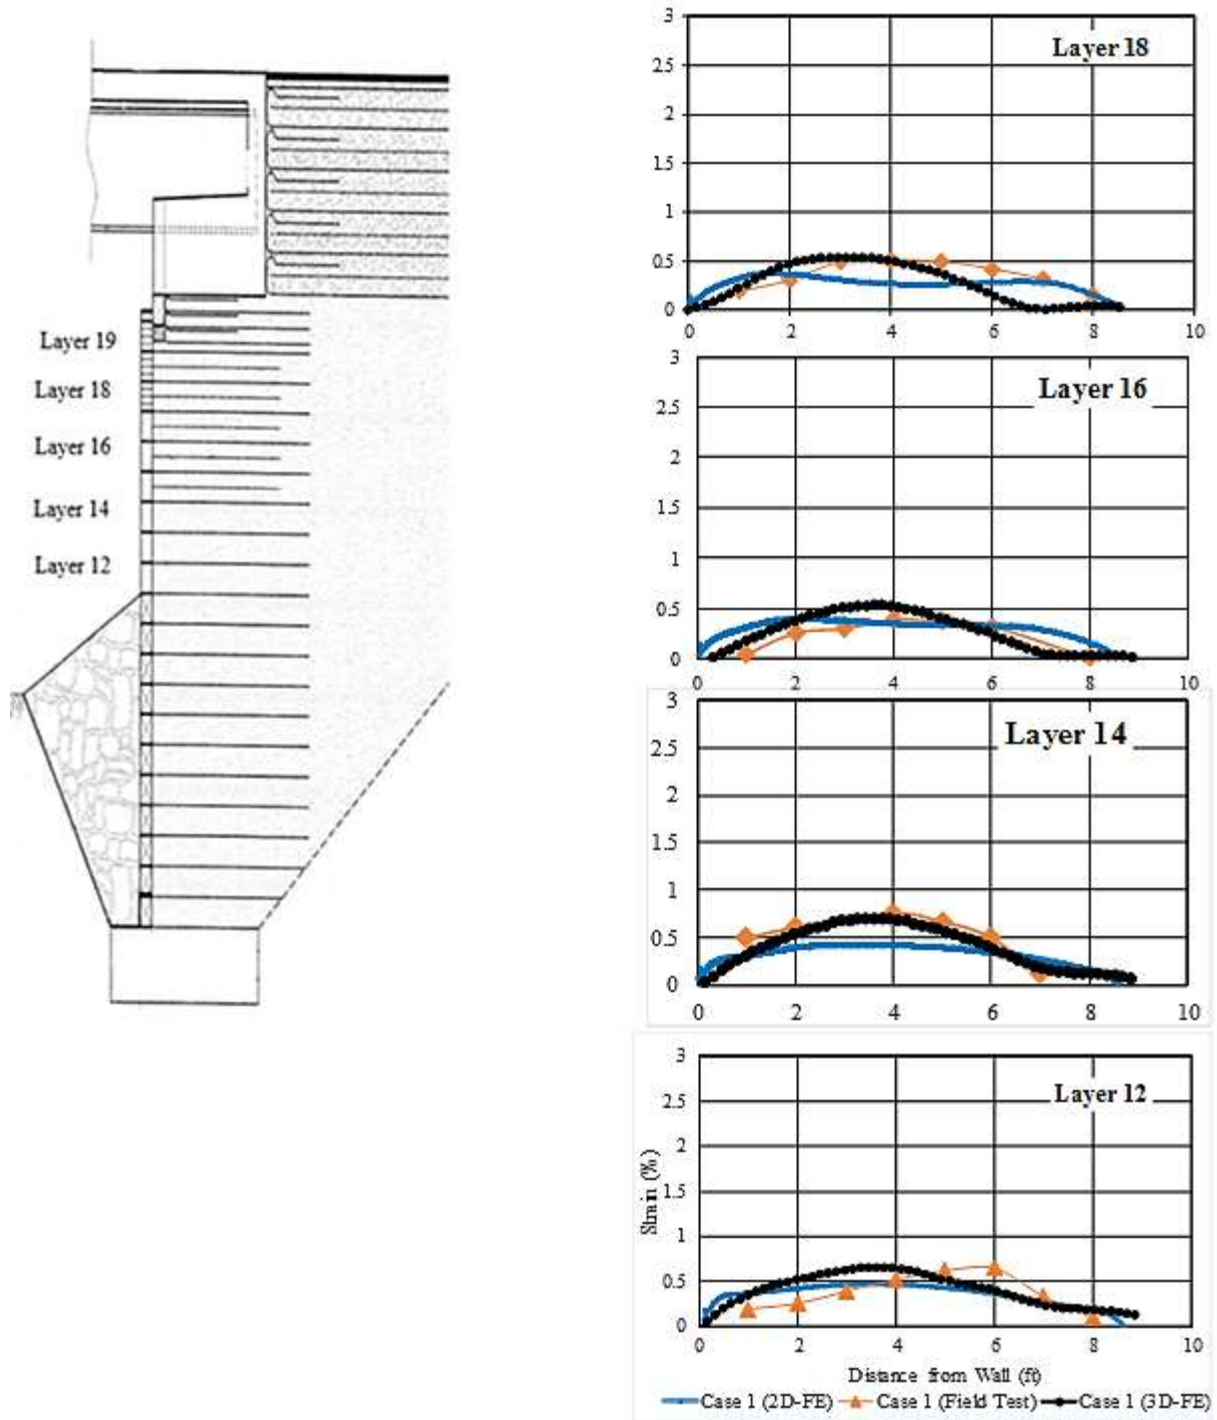 Layer 19
Layer 18
Layer 16
Layer 14
Layer 12
3
2.5
2
1.5
1
0.5
0
0 2 4 6 8 10
Layer 18
3
2.5
2
1.5
1
0.5
0
0 2 4 6 8 10
Layer 16
3
2.5
2
1.5
1
0.5
0
0 2 4 6 8 10
Layer 14
3
2.5
2
1.5
1
0.5
0
0 2 4 6 8 10
Layer 12
Strain (%)
Distance from Wall (ft)
Case 1 (2D-FE) Case 1 (Field Test) Case 1 (3D-FE)